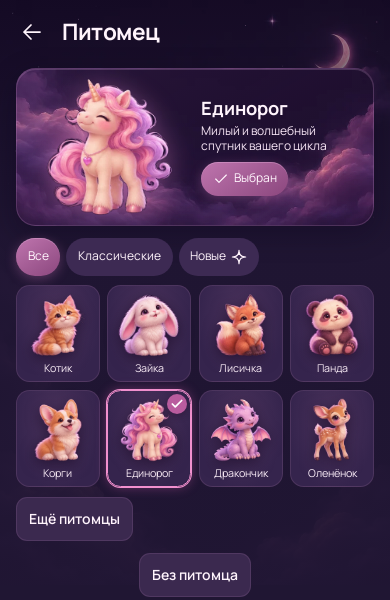 Питомец
Единорог
Милый и волшебный
спутник вашего цикла
Выбран
Все
Классические
Новые
Котик
Зайка
Лисичка
Панда
Корги
Единорог
Дракончик
Оленёнок
Ещё питомцы
Без питомца